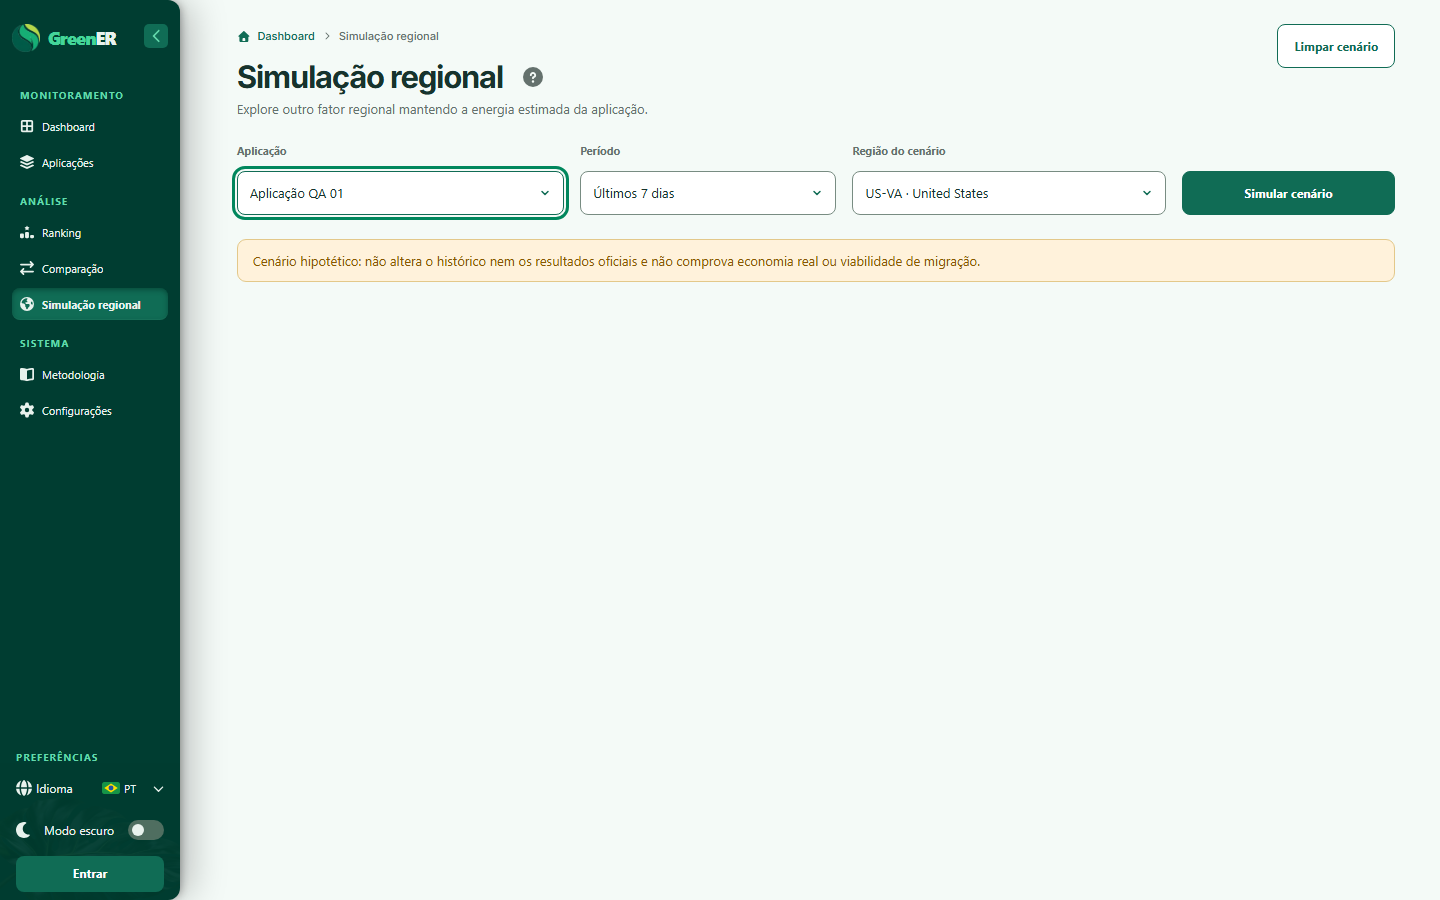 GreenER
MONITORAMENTO
Dashboard
Aplicações
ANÁLISE
Ranking
Comparação
Simulação regional
SISTEMA
Metodologia
Configurações
PREFERÊNCIAS
Idioma PT
Modo escuro
Entrar
Dashboard > Simulação regional
Limpar cenário
Simulação regional ?
Explore outro fator regional mantendo a energia estimada da aplicação.
Aplicação Período Região do cenário
Aplicação QA 01 Últimos 7 dias US-VA · United States Simular cenário
Cenário hipotético: não altera o histórico nem os resultados oficiais e não comprova economia real ou viabilidade de migração.